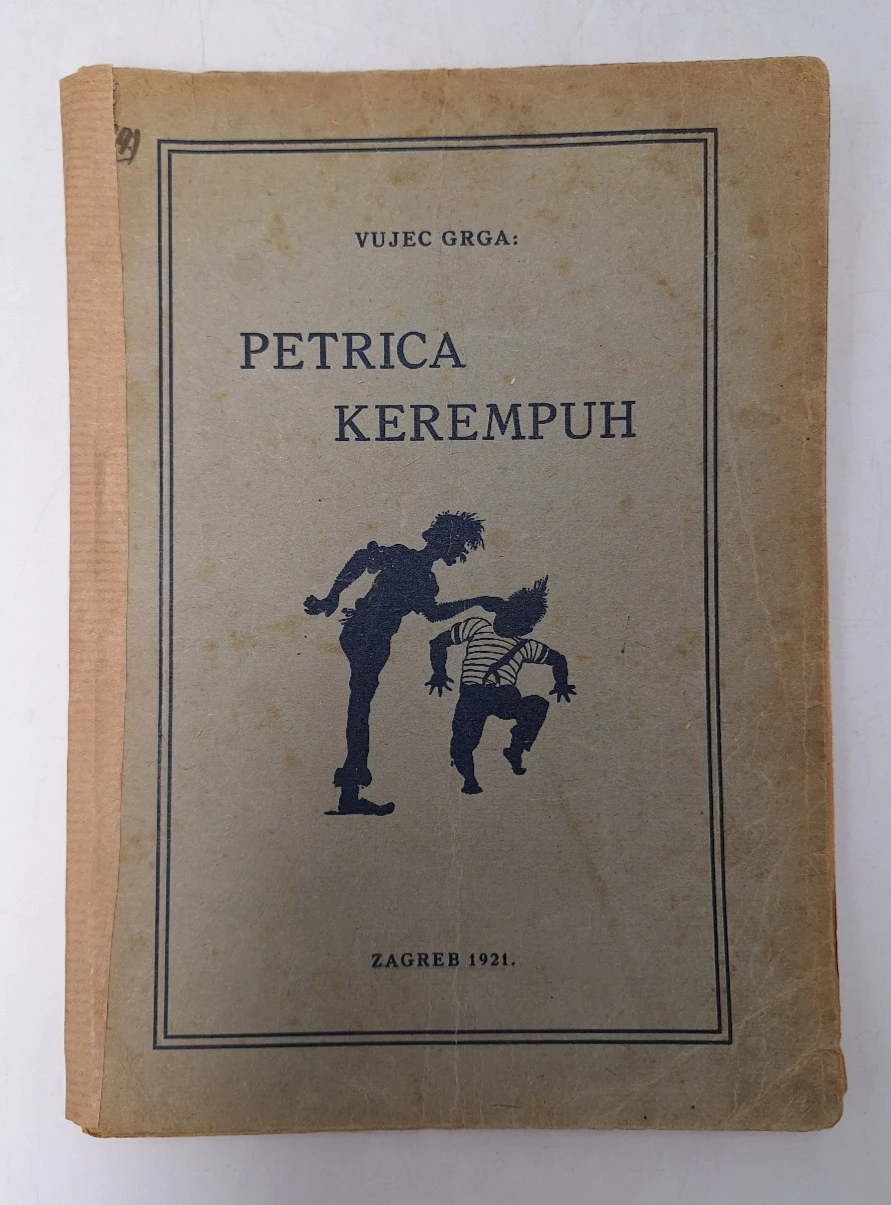 VUJEC GRGA:
PETRICA
KEREMPUH
ZAGREB 1921.